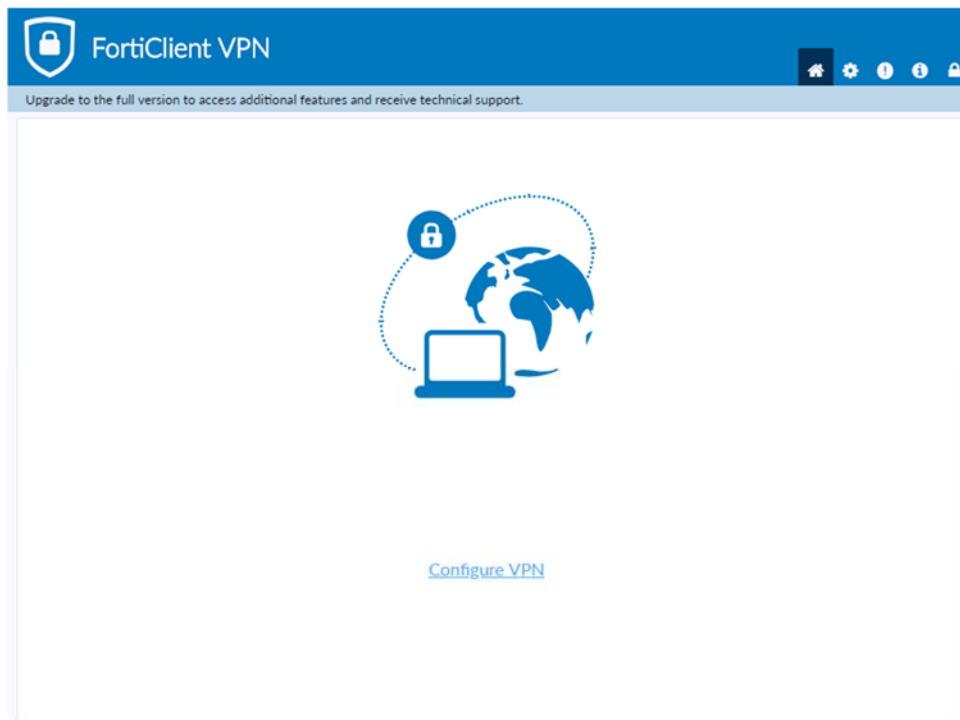 FortiClient VPN
Upgrade to the full version to access additional features and receive technical support.
Configure VPN